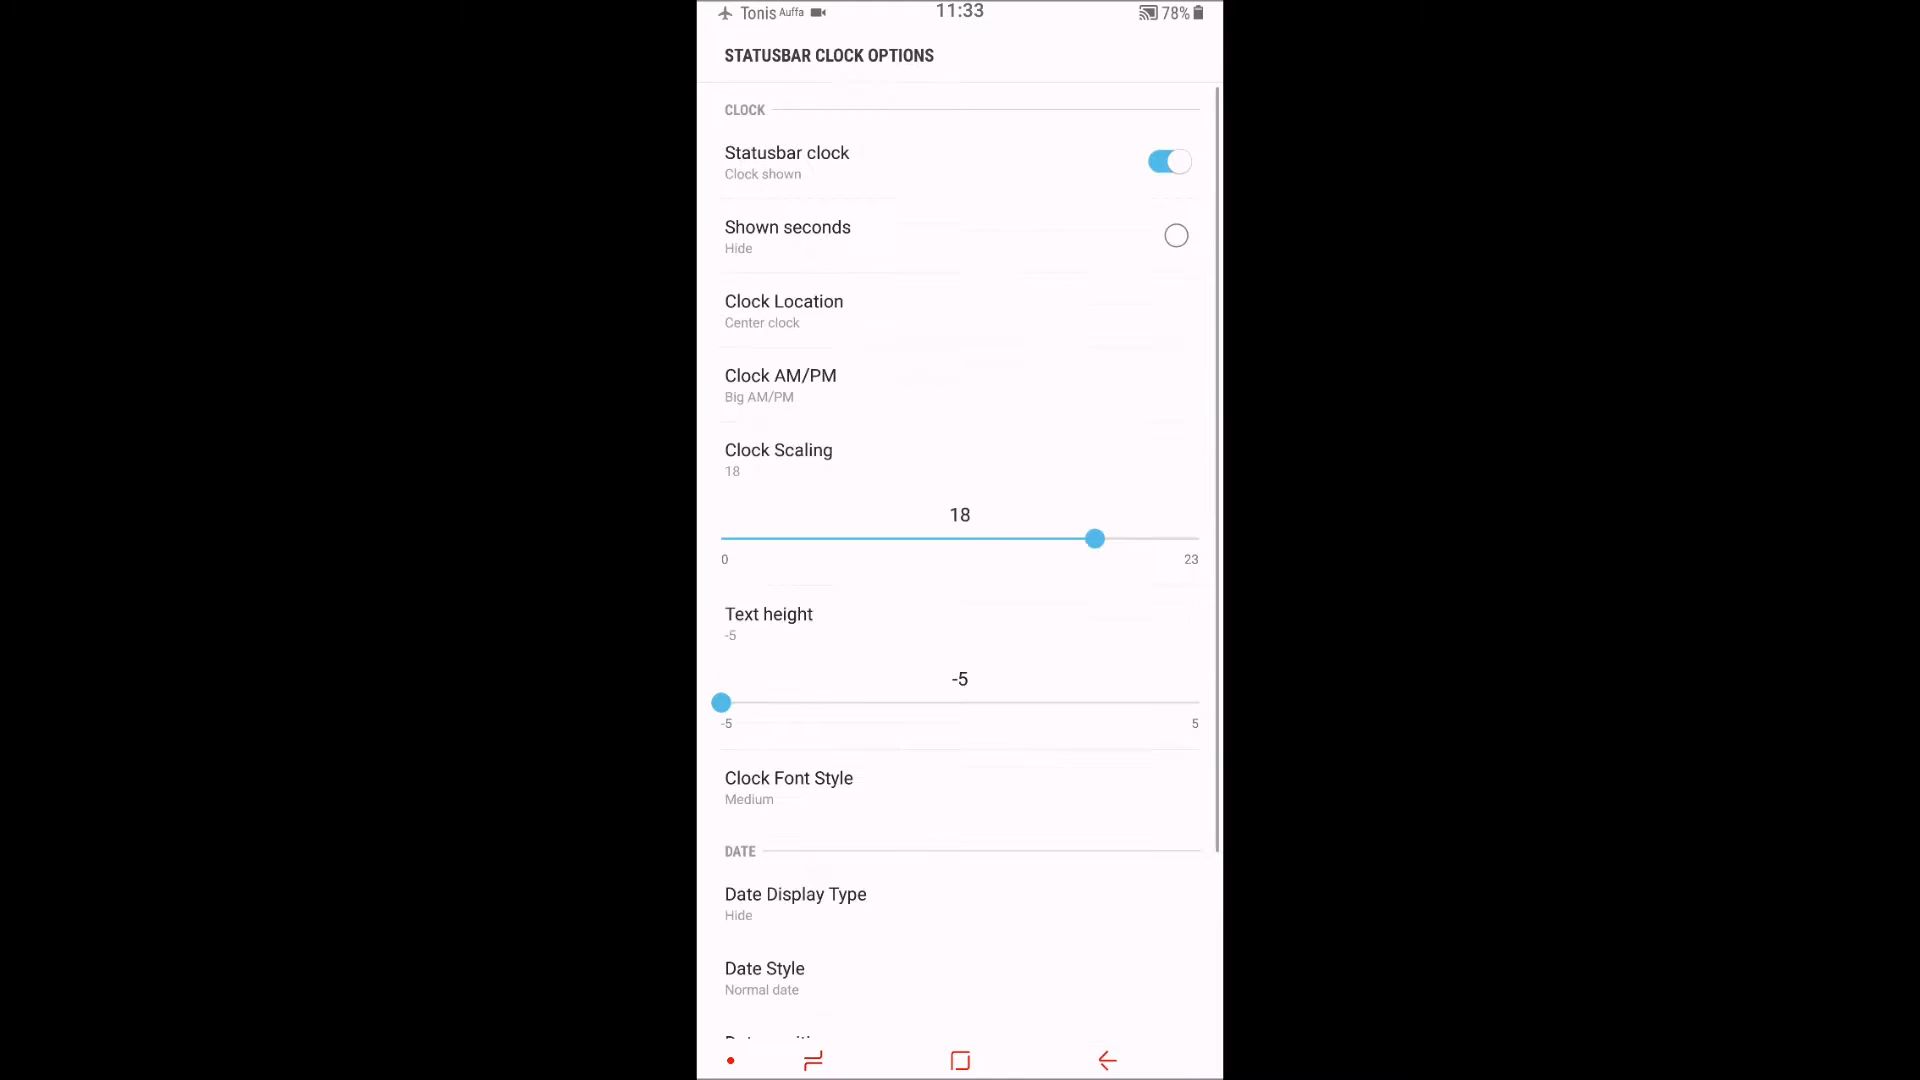 Tonis Auffa 11:33 78%
STATUSBAR CLOCK OPTIONS
CLOCK
Statusbar clock
Clock shown
Shown seconds
Hide
Clock Location
Center clock
Clock AM/PM
Big AM/PM
Clock Scaling
18
18
0 23
Text height
-5
-5
-5 5
Clock Font Style
Medium
DATE
Date Display Type
Hide
Date Style
Normal date